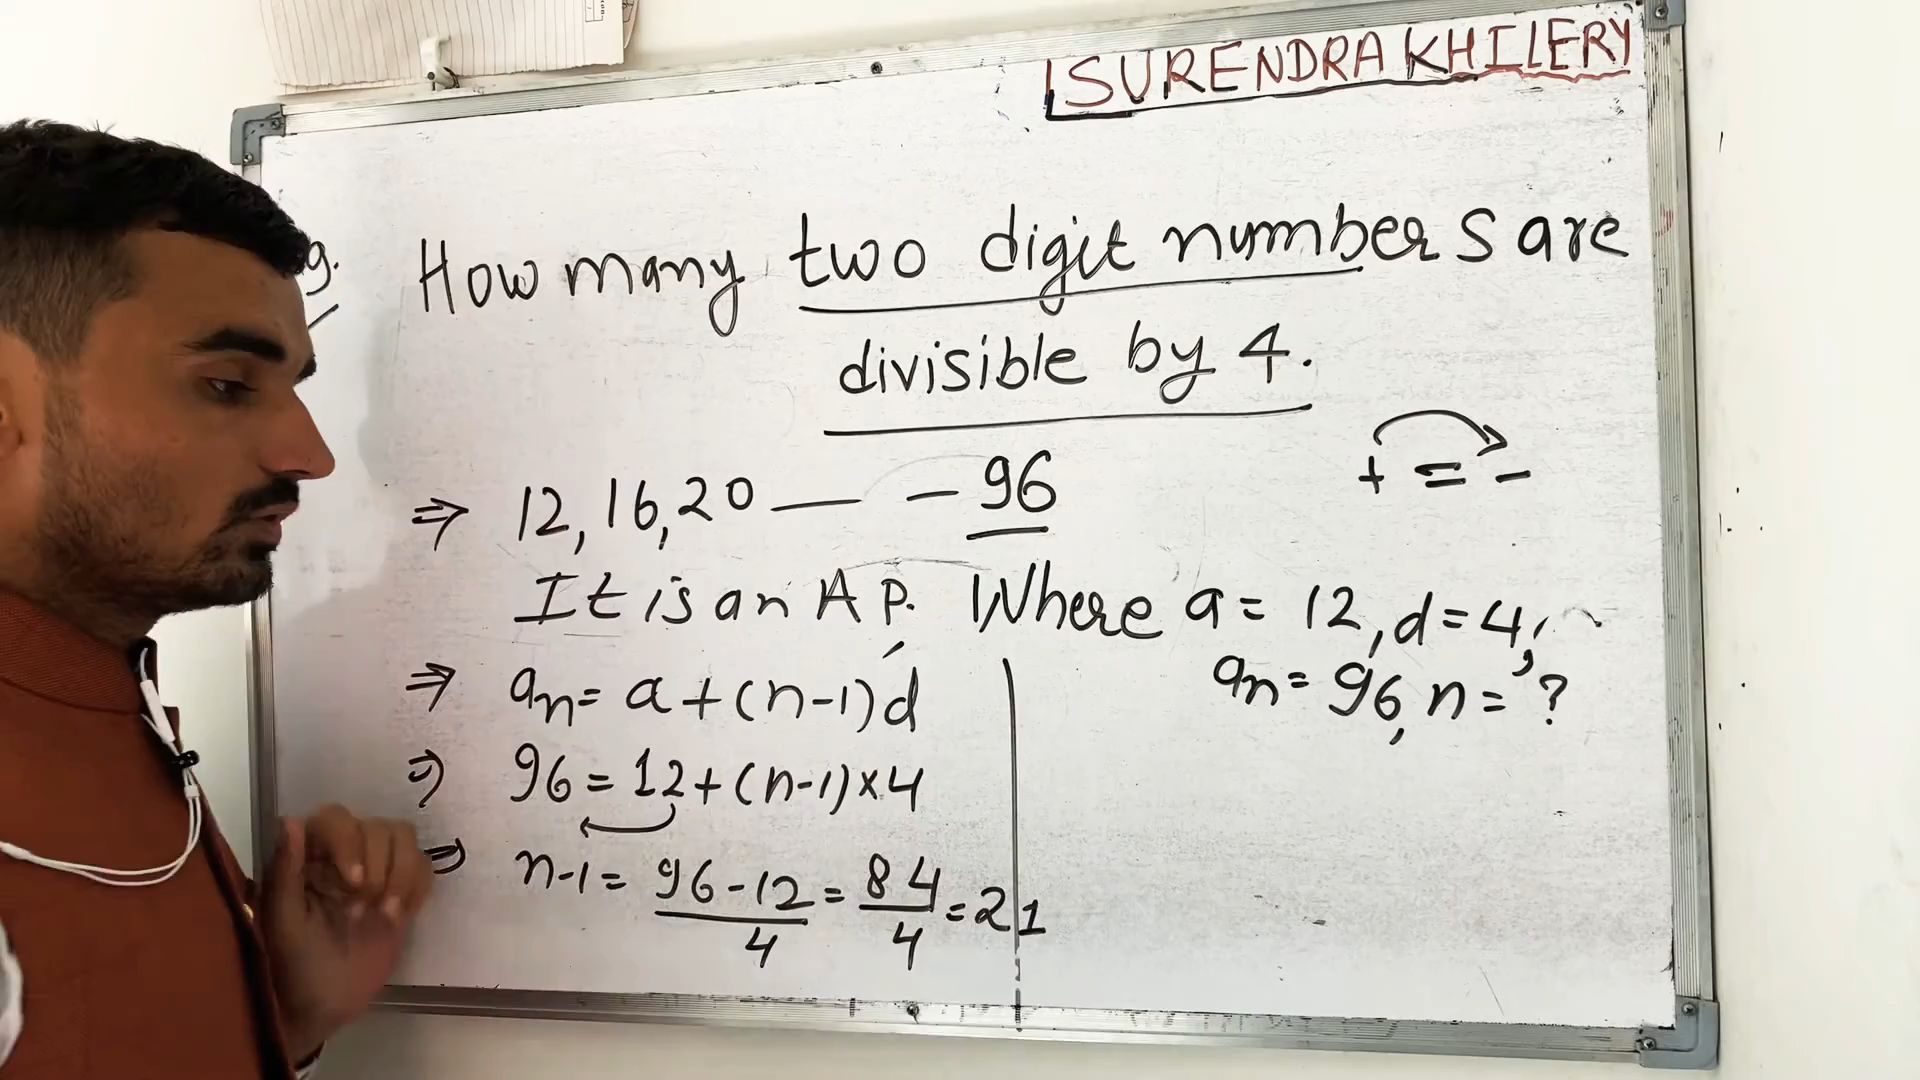 SURENDRA KHILERY
g. How many two digit numbers are
divisible by 4.
+ = -
⇒ 12, 16, 20 — - 96
It is an A P. Where a = 12, d = 4,
an = 96, n = ?
⇒ an = a + (n-1)d
⇒ 96 = 12 + (n-1)×4
⇒ n-1 = 96-12/4 = 84/4 = 21